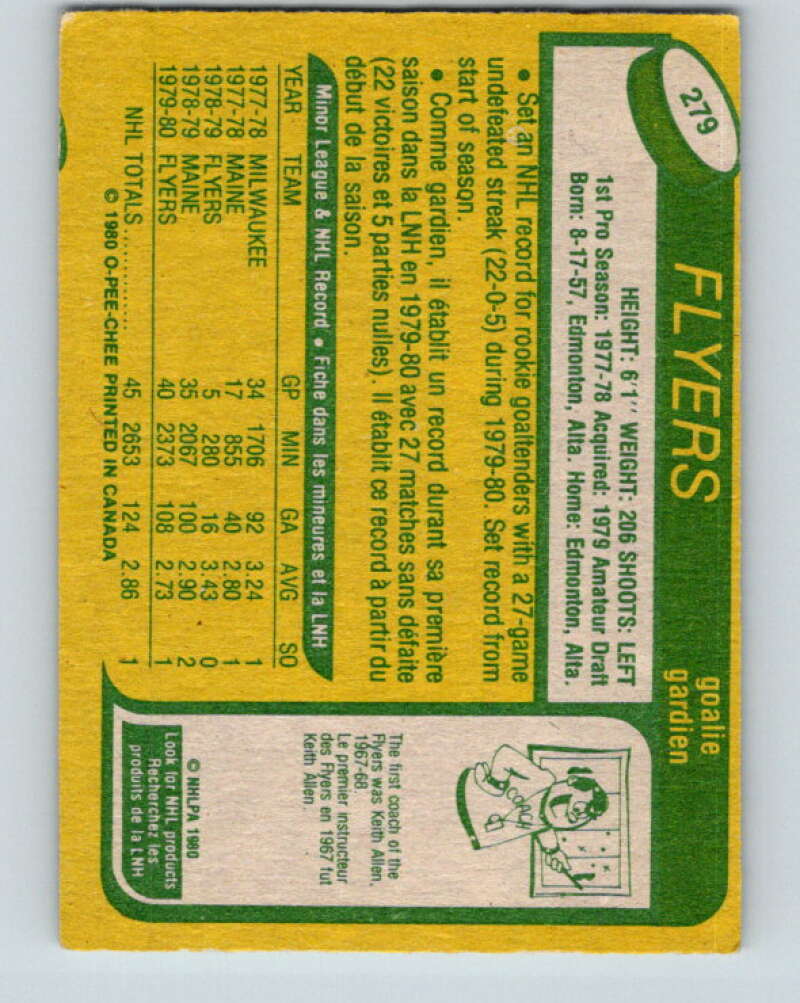 279
FLYERS
goalie
gardien
HEIGHT: 6'1" WEIGHT: 206 SHOOTS: LEFT
1st Pro Season: 1977-78 Acquired: 1979 Amateur Draft
Born: 8-17-57, Edmonton, Alta. Home: Edmonton, Alta.
• Set an NHL record for rookie goaltenders with a 27-game
undefeated streak (22-0-5) during 1979-80. Set record from
start of season.
• Comme gardien, il établit un record durant sa première
saison dans la LNH en 1979-80 avec 27 matches sans défaite
(22 victoires et 5 parties nulles). Il établit ce record à partir du
début de la saison.
Minor League & NHL Record • Fiche dans les mineures et la LNH
YEAR TEAM GP MIN GA AVG SO
1977-78 MILWAUKEE 34 1706 92 3.24 1
1977-78 MAINE 17 855 40 2.80 1
1978-79 FLYERS 5 280 16 3.43 0
1978-79 MAINE 35 2067 100 2.90 2
1979-80 FLYERS 40 2373 108 2.73 1
NHL TOTALS .............. 45 2653 124 2.86 1
© 1980 O-PEE-CHEE PRINTED IN CANADA
COACH
The first coach of the
Flyers was Keith Allen,
1967-68.
Le premier instructeur
des Flyers en 1967 fut
Keith Allen.
© NHLPA 1980
Look for NHL products
Recherchez les
produits de la LNH